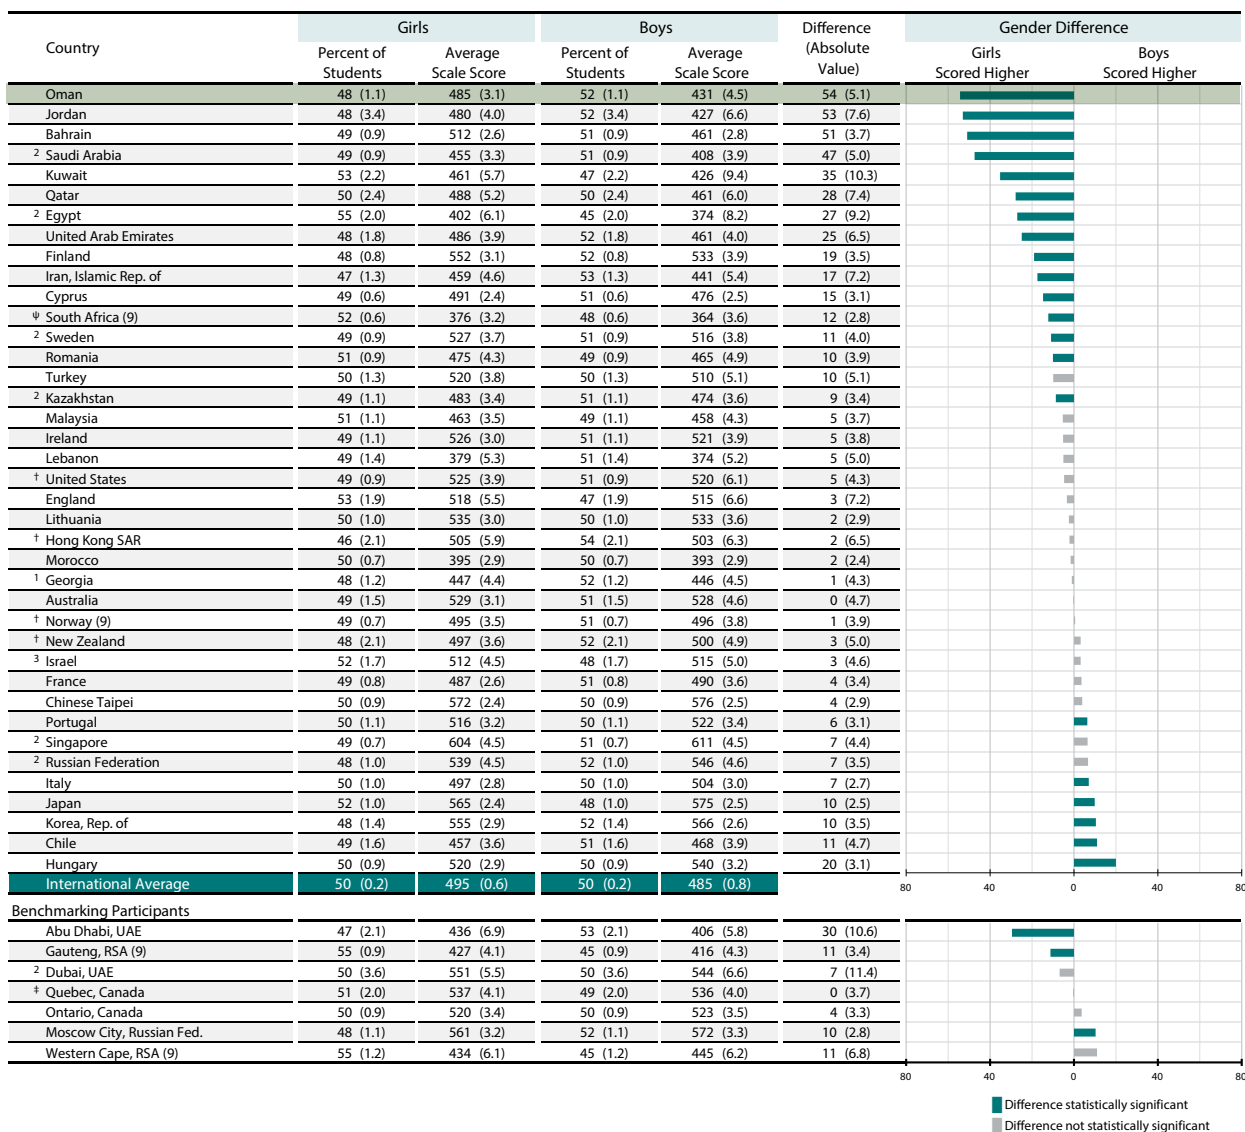 Country Girls Boys Difference (Absolute Value) Gender Difference
Percent of Students Average Scale Score Percent of Students Average Scale Score Girls Scored Higher Boys Scored Higher
Oman 48 (1.1) 485 (3.1) 52 (1.1) 431 (4.5) 54 (5.1)
Jordan 48 (3.4) 480 (4.0) 52 (3.4) 427 (6.6) 53 (7.6)
Bahrain 49 (0.9) 512 (2.6) 51 (0.9) 461 (2.8) 51 (3.7)
2 Saudi Arabia 49 (0.9) 455 (3.3) 51 (0.9) 408 (3.9) 47 (5.0)
Kuwait 53 (2.2) 461 (5.7) 47 (2.2) 426 (9.4) 35 (10.3)
Qatar 50 (2.4) 488 (5.2) 50 (2.4) 461 (6.0) 28 (7.4)
2 Egypt 55 (2.0) 402 (6.1) 45 (2.0) 374 (8.2) 27 (9.2)
United Arab Emirates 48 (1.8) 486 (3.9) 52 (1.8) 461 (4.0) 25 (6.5)
Finland 48 (0.8) 552 (3.1) 52 (0.8) 533 (3.9) 19 (3.5)
Iran, Islamic Rep. of 47 (1.3) 459 (4.6) 53 (1.3) 441 (5.4) 17 (7.2)
Cyprus 49 (0.6) 491 (2.4) 51 (0.6) 476 (2.5) 15 (3.1)
ψ South Africa (9) 52 (0.6) 376 (3.2) 48 (0.6) 364 (3.6) 12 (2.8)
2 Sweden 49 (0.9) 527 (3.7) 51 (0.9) 516 (3.8) 11 (4.0)
Romania 51 (0.9) 475 (4.3) 49 (0.9) 465 (4.9) 10 (3.9)
Turkey 50 (1.3) 520 (3.8) 50 (1.3) 510 (5.1) 10 (5.1)
2 Kazakhstan 49 (1.1) 483 (3.4) 51 (1.1) 474 (3.6) 9 (3.4)
Malaysia 51 (1.1) 463 (3.5) 49 (1.1) 458 (4.3) 5 (3.7)
Ireland 49 (1.1) 526 (3.0) 51 (1.1) 521 (3.9) 5 (3.8)
Lebanon 49 (1.4) 379 (5.3) 51 (1.4) 374 (5.2) 5 (5.0)
† United States 49 (0.9) 525 (3.9) 51 (0.9) 520 (6.1) 5 (4.3)
England 53 (1.9) 518 (5.5) 47 (1.9) 515 (6.6) 3 (7.2)
Lithuania 50 (1.0) 535 (3.0) 50 (1.0) 533 (3.6) 2 (2.9)
† Hong Kong SAR 46 (2.1) 505 (5.9) 54 (2.1) 503 (6.3) 2 (6.5)
Morocco 50 (0.7) 395 (2.9) 50 (0.7) 393 (2.9) 2 (2.4)
1 Georgia 48 (1.2) 447 (4.4) 52 (1.2) 446 (4.5) 1 (4.3)
Australia 49 (1.5) 529 (3.1) 51 (1.5) 528 (4.6) 0 (4.7)
† Norway (9) 49 (0.7) 495 (3.5) 51 (0.7) 496 (3.8) 1 (3.9)
† New Zealand 48 (2.1) 497 (3.6) 52 (2.1) 500 (4.9) 3 (5.0)
3 Israel 52 (1.7) 512 (4.5) 48 (1.7) 515 (5.0) 3 (4.6)
France 49 (0.8) 487 (2.6) 51 (0.8) 490 (3.6) 4 (3.4)
Chinese Taipei 50 (0.9) 572 (2.4) 50 (0.9) 576 (2.5) 4 (2.9)
Portugal 50 (1.1) 516 (3.2) 50 (1.1) 522 (3.4) 6 (3.1)
2 Singapore 49 (0.7) 604 (4.5) 51 (0.7) 611 (4.5) 7 (4.4)
2 Russian Federation 48 (1.0) 539 (4.5) 52 (1.0) 546 (4.6) 7 (3.5)
Italy 50 (1.0) 497 (2.8) 50 (1.0) 504 (3.0) 7 (2.7)
Japan 52 (1.0) 565 (2.4) 48 (1.0) 575 (2.5) 10 (2.5)
Korea, Rep. of 48 (1.4) 555 (2.9) 52 (1.4) 566 (2.6) 10 (3.5)
Chile 49 (1.6) 457 (3.6) 51 (1.6) 468 (3.9) 11 (4.7)
Hungary 50 (0.9) 520 (2.9) 50 (0.9) 540 (3.2) 20 (3.1)
International Average 50 (0.2) 495 (0.6) 50 (0.2) 485 (0.8)
80 40 0 40 80
Benchmarking Participants
Abu Dhabi, UAE 47 (2.1) 436 (6.9) 53 (2.1) 406 (5.8) 30 (10.6)
Gauteng, RSA (9) 55 (0.9) 427 (4.1) 45 (0.9) 416 (4.3) 11 (3.4)
2 Dubai, UAE 50 (3.6) 551 (5.5) 50 (3.6) 544 (6.6) 7 (11.4)
‡ Quebec, Canada 51 (2.0) 537 (4.1) 49 (2.0) 536 (4.0) 0 (3.7)
Ontario, Canada 50 (0.9) 520 (3.4) 50 (0.9) 523 (3.5) 4 (3.3)
Moscow City, Russian Fed. 48 (1.1) 561 (3.2) 52 (1.1) 572 (3.3) 10 (2.8)
Western Cape, RSA (9) 55 (1.2) 434 (6.1) 45 (1.2) 445 (6.2) 11 (6.8)
80 40 0 40 80
Difference statistically significant
Difference not statistically significant